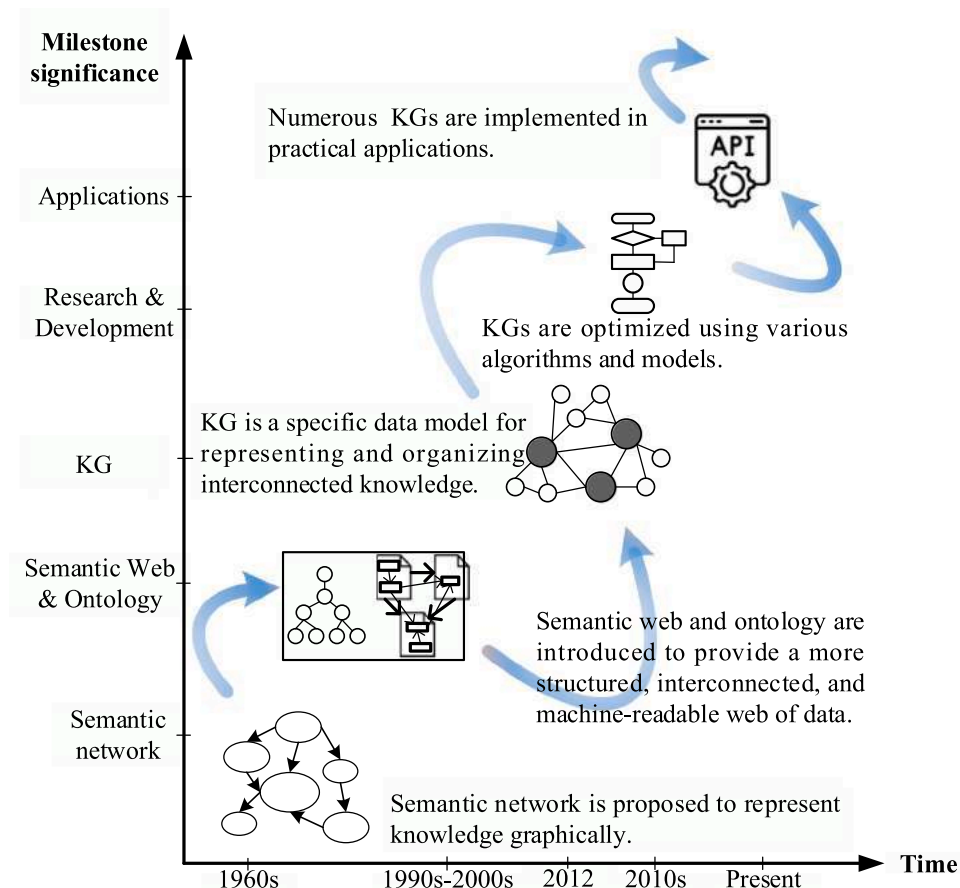 Milestone
significance
Numerous KGs are implemented in
practical applications.
API
Applications
Research &
Development
KGs are optimized using various
algorithms and models.
KG is a specific data model for
representing and organizing
interconnected knowledge.
KG
Semantic Web
& Ontology
Semantic web and ontology are
introduced to provide a more
structured, interconnected, and
machine-readable web of data.
Semantic
network
Semantic network is proposed to represent
knowledge graphically.
Time
1960s
1990s-2000s
2012
2010s
Present